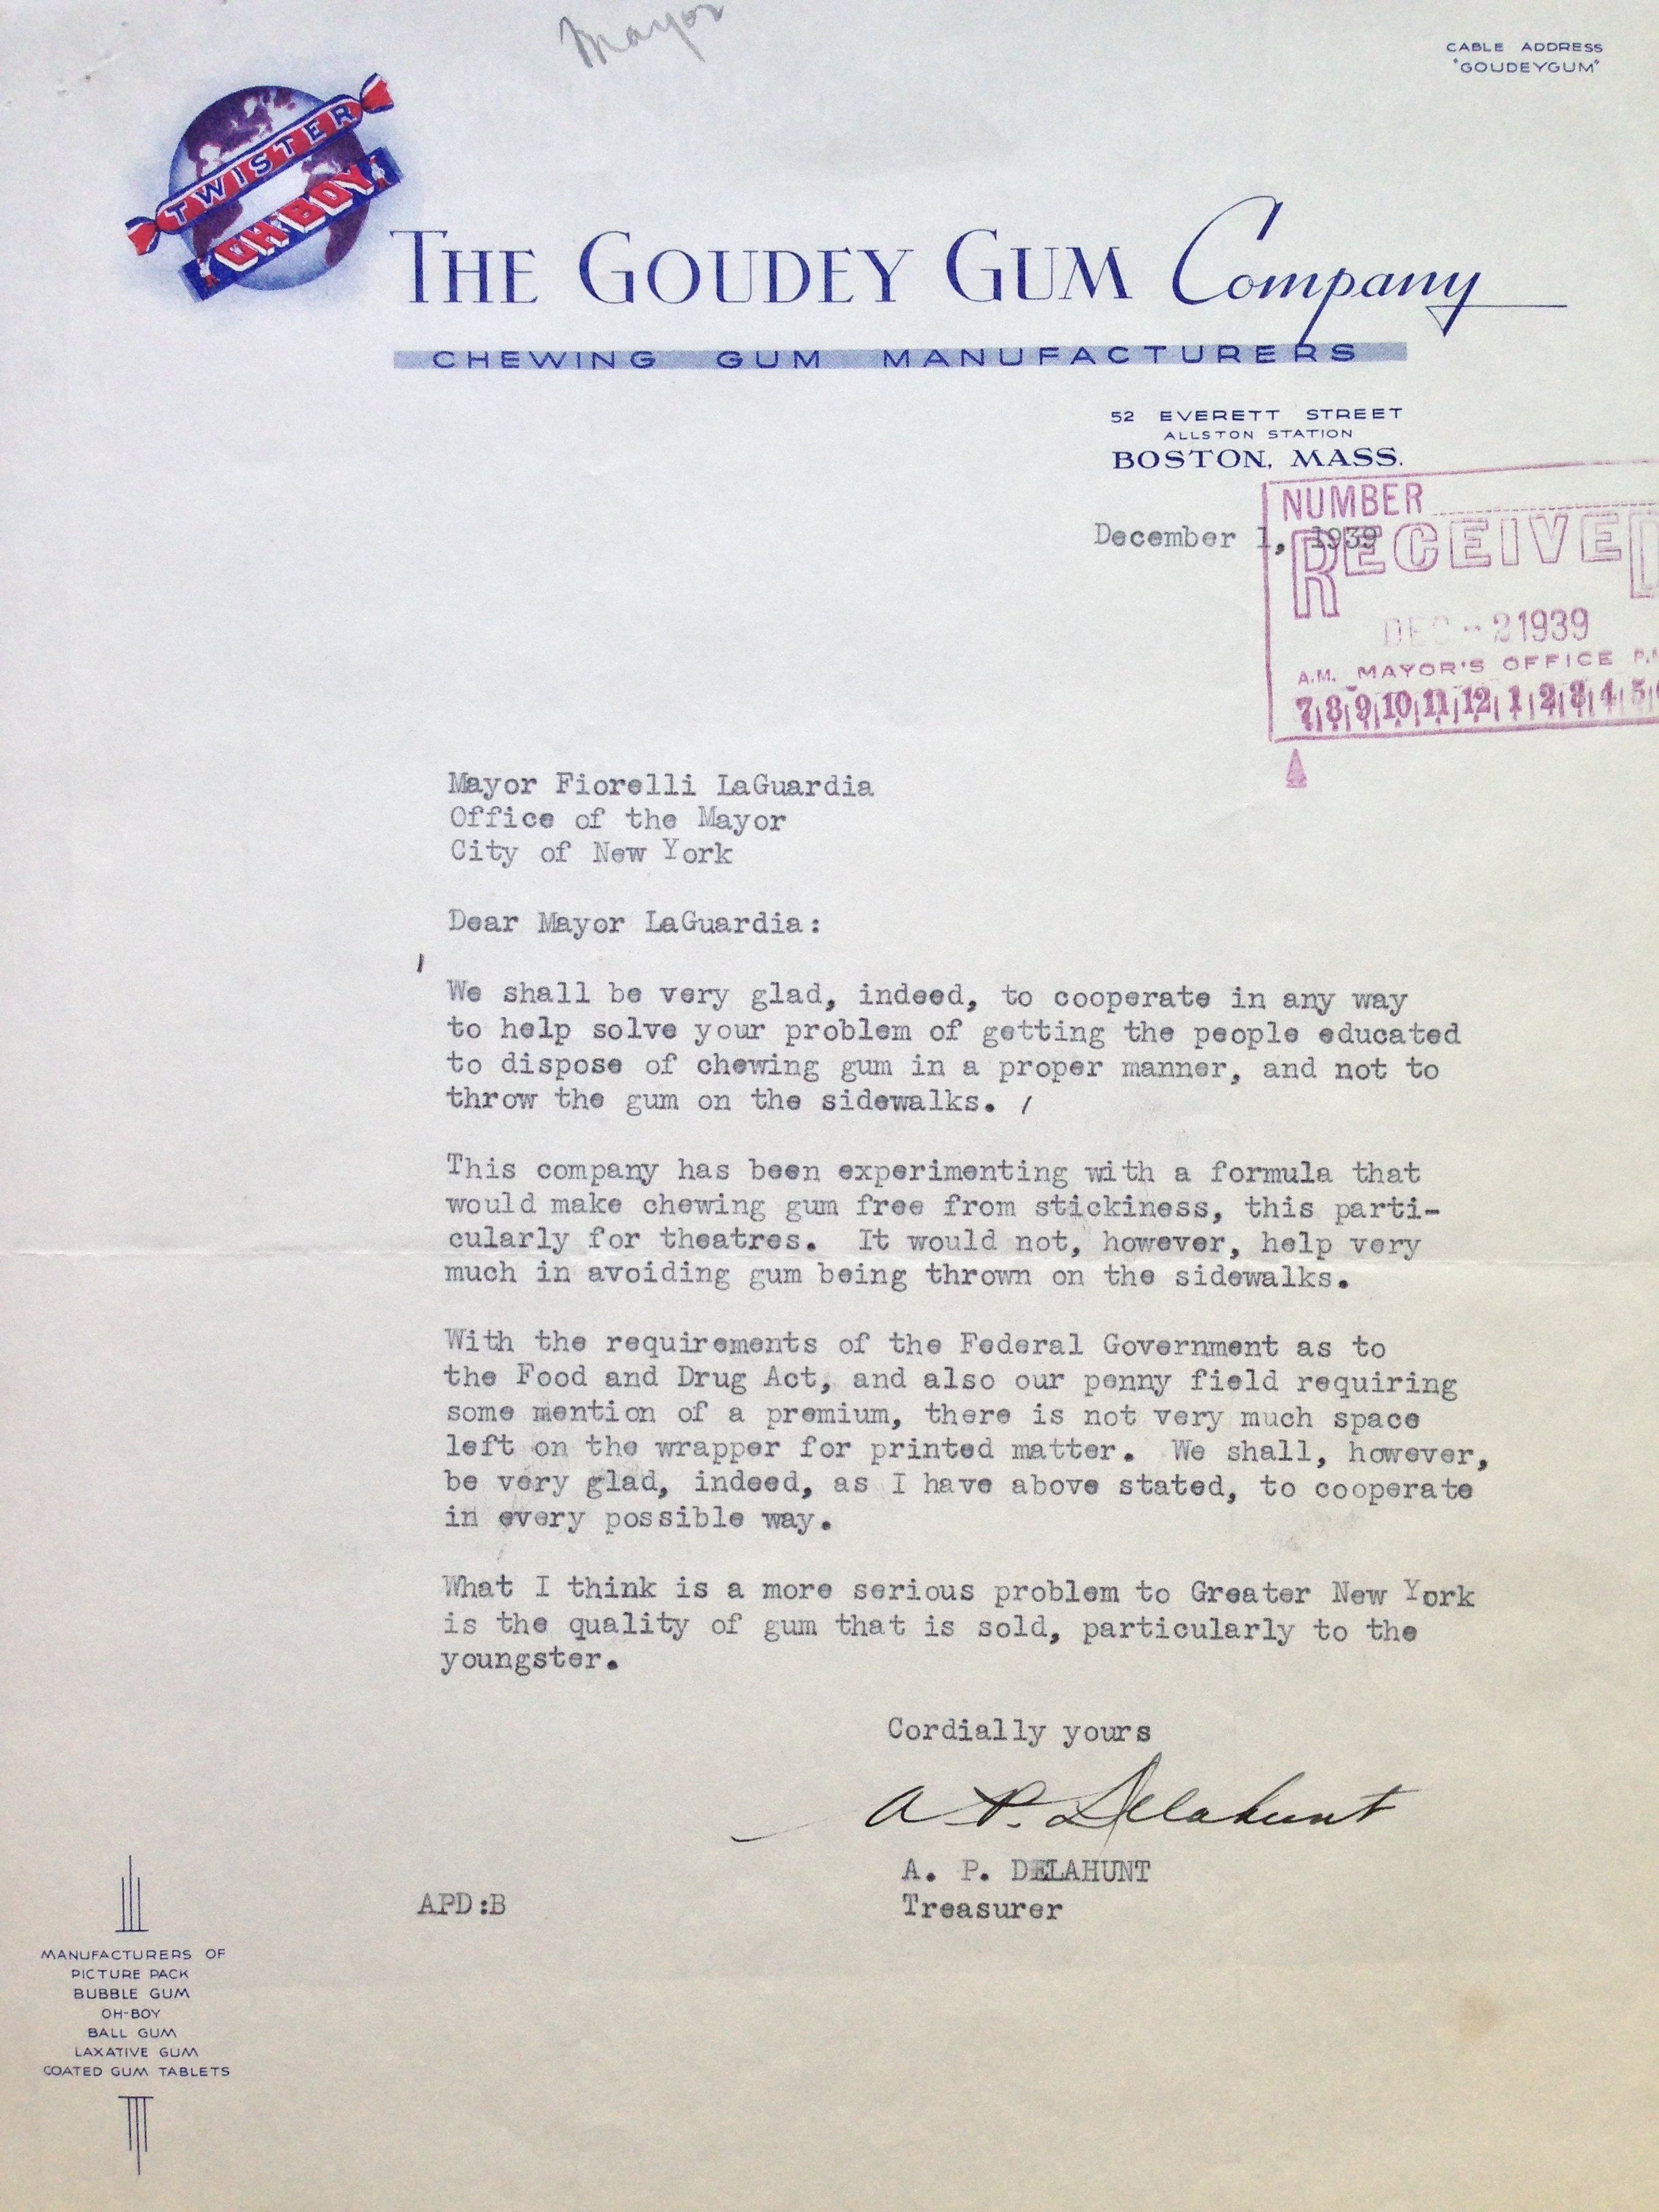 Mayor
CABLE ADDRESS
"GOUDEYGUM"
TWISTER
OH-BOY
THE GOUDEY GUM Company
CHEWING GUM MANUFACTURERS
52 EVERETT STREET
ALLSTON STATION
BOSTON, MASS.
NUMBER
December 1, 1939
RECEIVED
DEC -2 1939
A.M. MAYOR'S OFFICE P.M
7 8 9 10 11 12 1 2 3 4 5
Mayor Fiorelli LaGuardia
Office of the Mayor
City of New York
Dear Mayor LaGuardia:
We shall be very glad, indeed, to cooperate in any way
to help solve your problem of getting the people educated
to dispose of chewing gum in a proper manner, and not to
throw the gum on the sidewalks. /
This company has been experimenting with a formula that
would make chewing gum free from stickiness, this parti-
cularly for theatres. It would not, however, help very
much in avoiding gum being thrown on the sidewalks.
With the requirements of the Federal Government as to
the Food and Drug Act, and also our penny field requiring
some mention of a premium, there is not very much space
left on the wrapper for printed matter. We shall, however,
be very glad, indeed, as I have above stated, to cooperate
in every possible way.
What I think is a more serious problem to Greater New York
is the quality of gum that is sold, particularly to the
youngster.
Cordially yours
A. P. Delahunt
A. P. DELAHUNT
Treasurer
APD:B
MANUFACTURERS OF
PICTURE PACK
BUBBLE GUM
OH-BOY
BALL GUM
LAXATIVE GUM
COATED GUM TABLETS